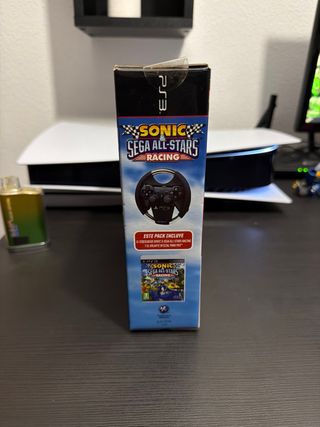 PS3
SONIC
&
SEGA ALL-STARS
RACING
ESTE PACK INCLUYE
SONIC
SEGA ALL-STARS
RACING